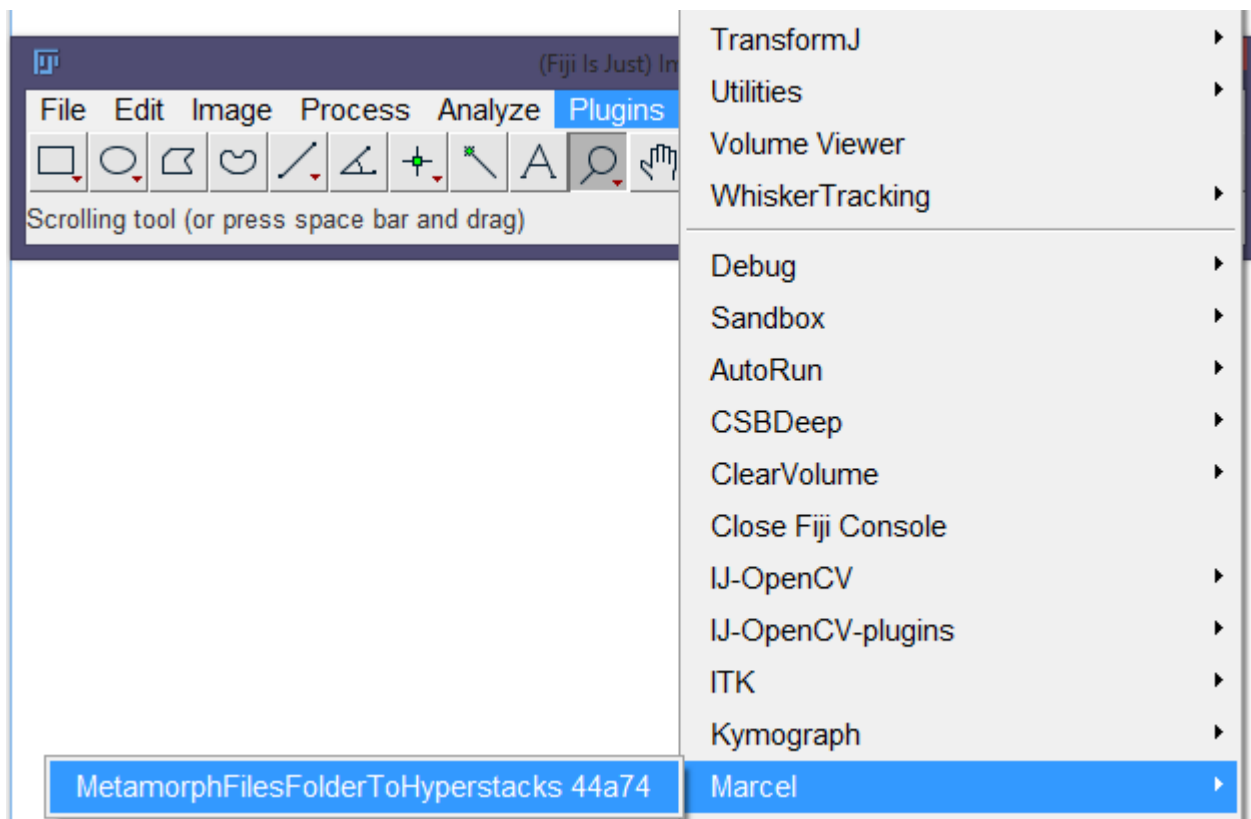 (Fiji Is Just) Im
File Edit Image Process Analyze Plugins
A
Scrolling tool (or press space bar and drag)
TransformJ
Utilities
Volume Viewer
WhiskerTracking
Debug
Sandbox
AutoRun
CSBDeep
ClearVolume
Close Fiji Console
IJ-OpenCV
IJ-OpenCV-plugins
ITK
Kymograph
Marcel
MetamorphFilesFolderToHyperstacks 44a74